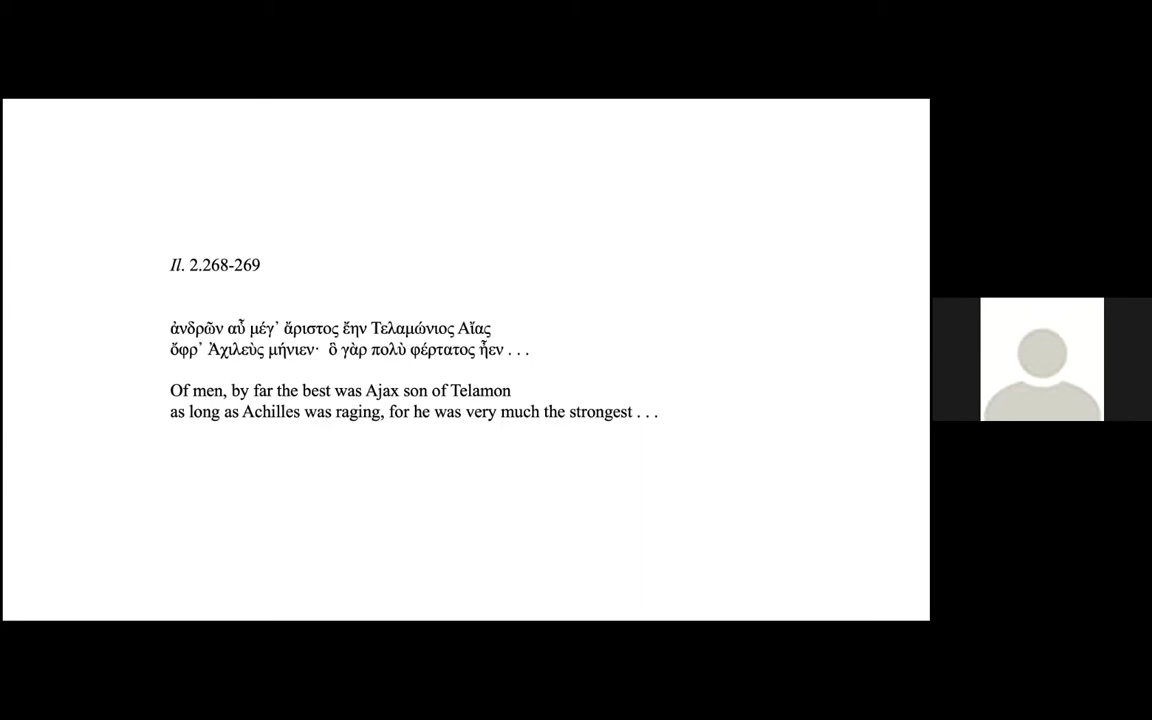 Il. 2.268-269
ἀνδρῶν αὖ μέγ’ ἄριστος ἔην Τελαμώνιος Αἴας
ὄφρ’ Ἀχιλεὺς μήνιεν· ὃ γὰρ πολὺ φέρτατος ἦεν . . .
Of men, by far the best was Ajax son of Telamon
as long as Achilles was raging, for he was very much the strongest . . .